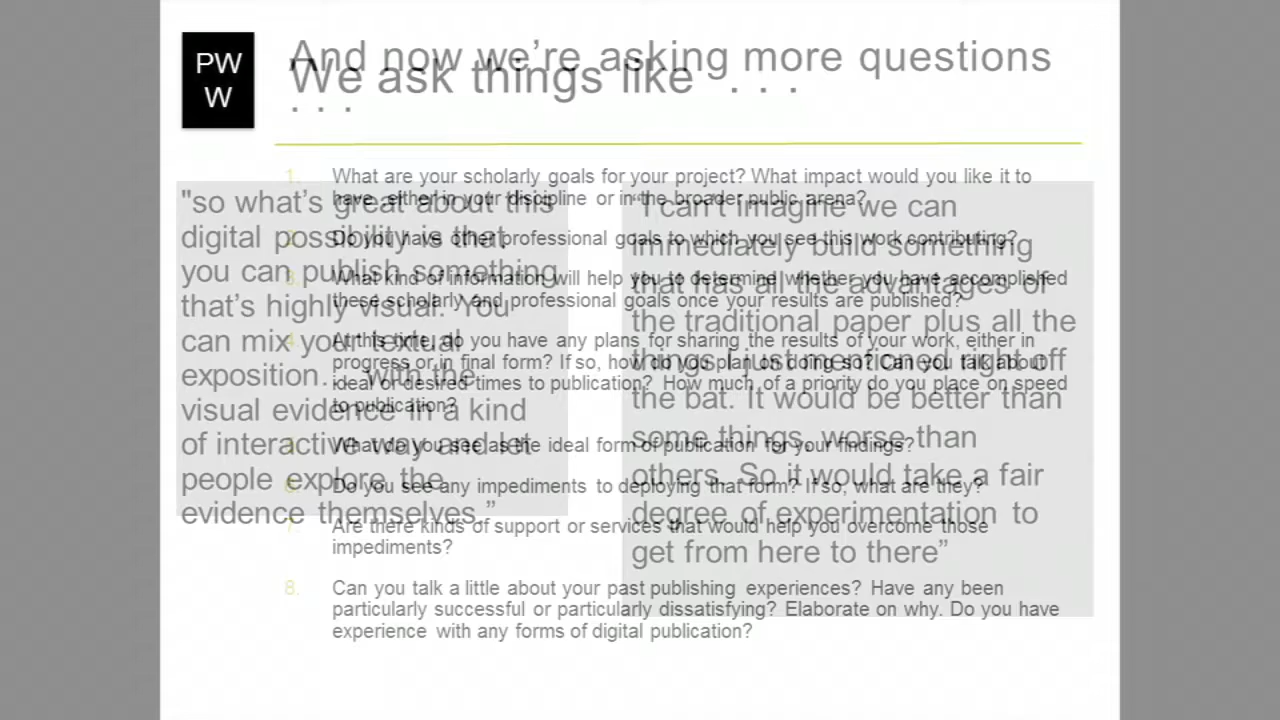 PW
W
And now we're asking more questions
. . .
We ask things like . . .
1. What are your scholarly goals for your project? What impact would you like it to
have, either in your discipline or in the broader public arena?
2. Do you have other professional goals to which you see this work contributing?
3. What kind of information will help you to determine whether you have accomplished
these scholarly and professional goals once your results are published?
4. At this time, do you have any plans for sharing the results of your work, either in
progress or in final form? If so, how do you plan on doing so? Can you talk about
ideal or desired times to publication? How much of a priority do you place on speed
to publication?
5. What do you see as the ideal form of publication for your findings?
6. Do you see any impediments to deploying that form? If so, what are they?
7. Are there kinds of support or services that would help you overcome those
impediments?
8. Can you talk a little about your past publishing experiences? Have any been
particularly successful or particularly dissatisfying? Elaborate on why. Do you have
experience with any forms of digital publication?
"so what's great about this
digital possibility is that
you can publish something
that's highly visual. You
can mix your textual
exposition. . . with the
visual evidence in a kind
of interactive way and let
people explore the
evidence themselves."
"I can't imagine we can
immediately build something
that has all the advantages of
the traditional paper plus all the
things I just mentioned right off
the bat. It would be better than
some things, worse than
others. So it would take a fair
degree of experimentation to
get from here to there"